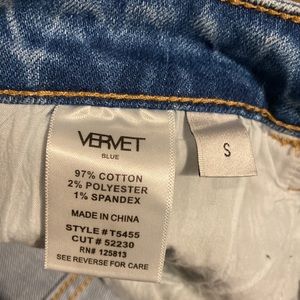 VERVET
BLUE
97% COTTON
2% POLYESTER
1% SPANDEX
MADE IN CHINA
STYLE # T5455
CUT # 52230
RN# 125813
SEE REVERSE FOR CARE
S